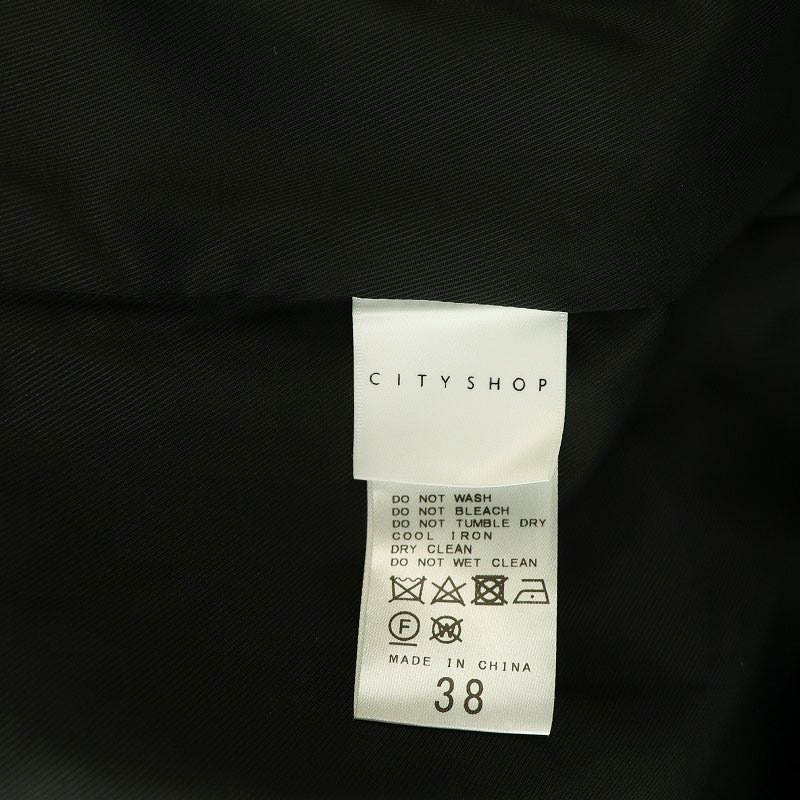 CITYSHOP
DO NOT WASH
DO NOT BLEACH
DO NOT TUMBLE DRY
COOL IRON
DRY CLEAN
DO NOT WET CLEAN
F W
MADE IN CHINA
38